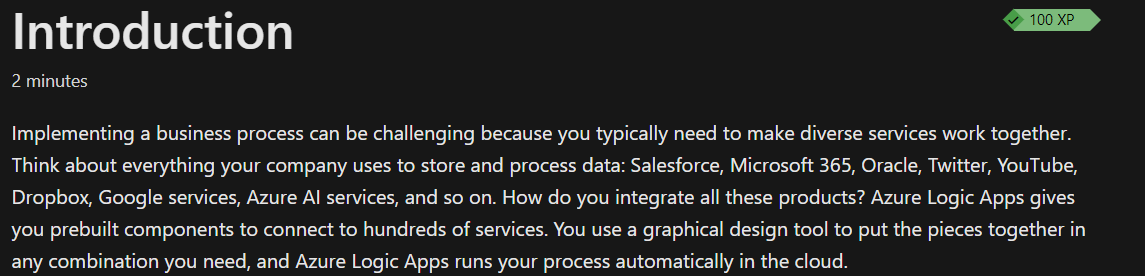 Introduction
100 XP
2 minutes
Implementing a business process can be challenging because you typically need to make diverse services work together.
Think about everything your company uses to store and process data: Salesforce, Microsoft 365, Oracle, Twitter, YouTube,
Dropbox, Google services, Azure AI services, and so on. How do you integrate all these products? Azure Logic Apps gives
you prebuilt components to connect to hundreds of services. You use a graphical design tool to put the pieces together in
any combination you need, and Azure Logic Apps runs your process automatically in the cloud.